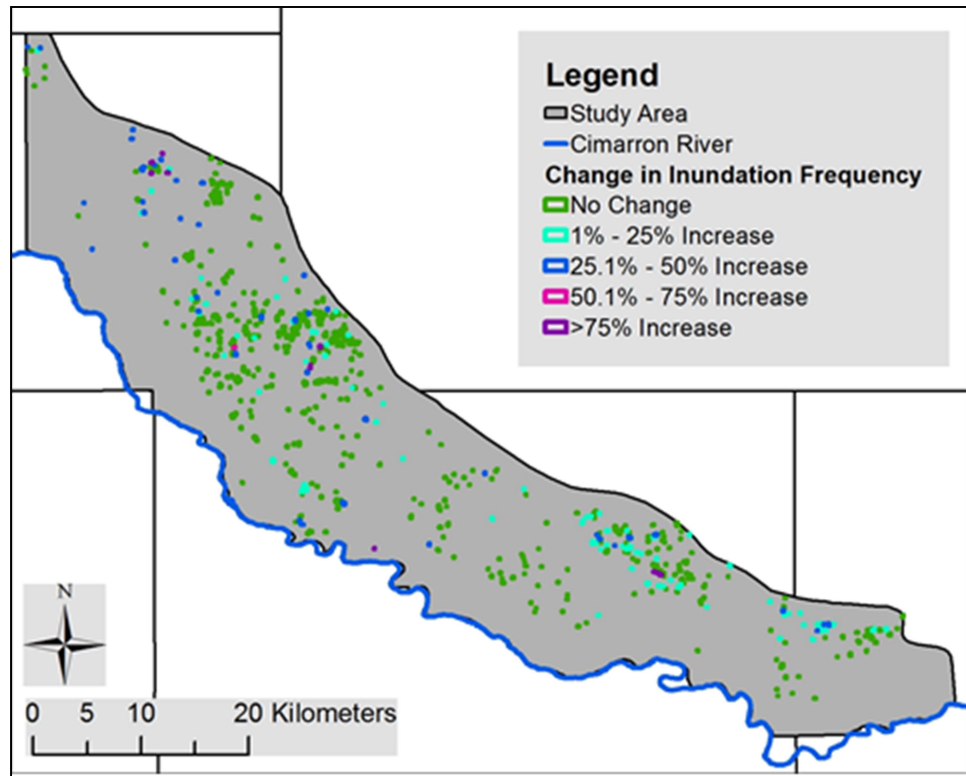 Legend
Study Area
Cimarron River
Change in Inundation Frequency
No Change
1% - 25% Increase
25.1% - 50% Increase
50.1% - 75% Increase
>75% Increase
N
0 5 10 20 Kilometers